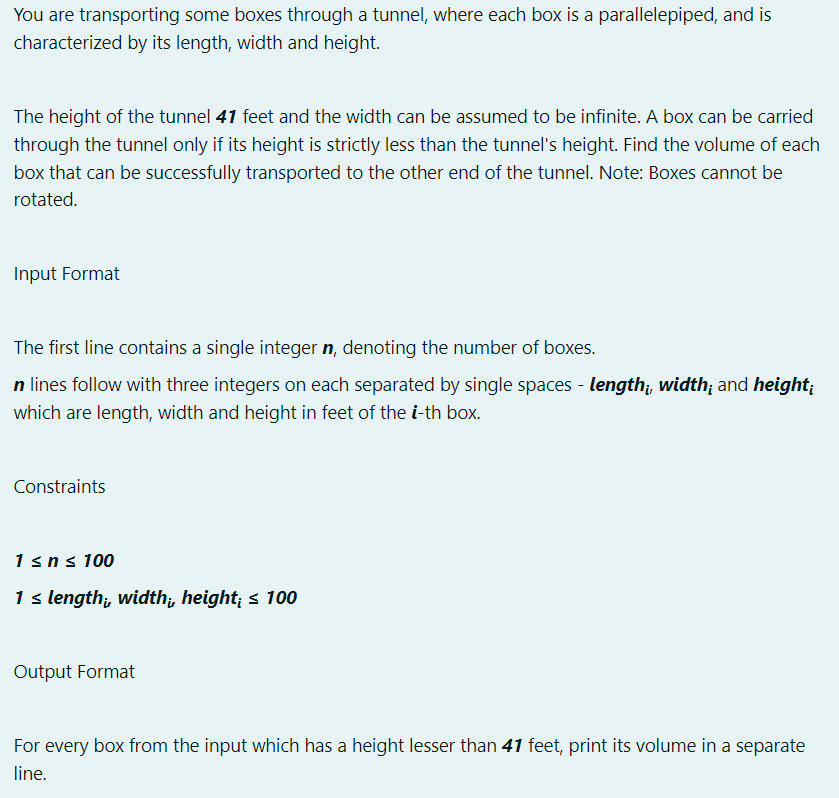 You are transporting some boxes through a tunnel, where each box is a parallelepiped, and is
characterized by its length, width and height.
The height of the tunnel 41 feet and the width can be assumed to be infinite. A box can be carried
through the tunnel only if its height is strictly less than the tunnel's height. Find the volume of each
box that can be successfully transported to the other end of the tunnel. Note: Boxes cannot be
rotated.
Input Format
The first line contains a single integer n, denoting the number of boxes.
n lines follow with three integers on each separated by single spaces - lengthᵢ, widthᵢ and heightᵢ
which are length, width and height in feet of the i-th box.
Constraints
1 ≤ n ≤ 100
1 ≤ lengthᵢ, widthᵢ, heightᵢ ≤ 100
Output Format
For every box from the input which has a height lesser than 41 feet, print its volume in a separate
line.